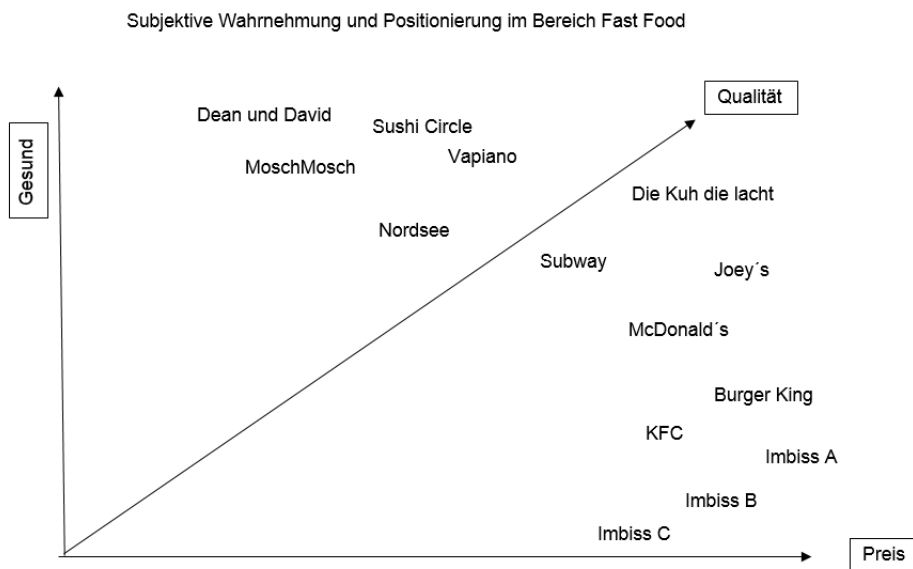 Subjektive Wahrnehmung und Positionierung im Bereich Fast Food
Qualität
Gesund
Dean und David
Sushi Circle
MoschMosch
Vapiano
Die Kuh die lacht
Nordsee
Subway
Joey´s
McDonald´s
Burger King
KFC
Imbiss A
Imbiss B
Imbiss C
Preis